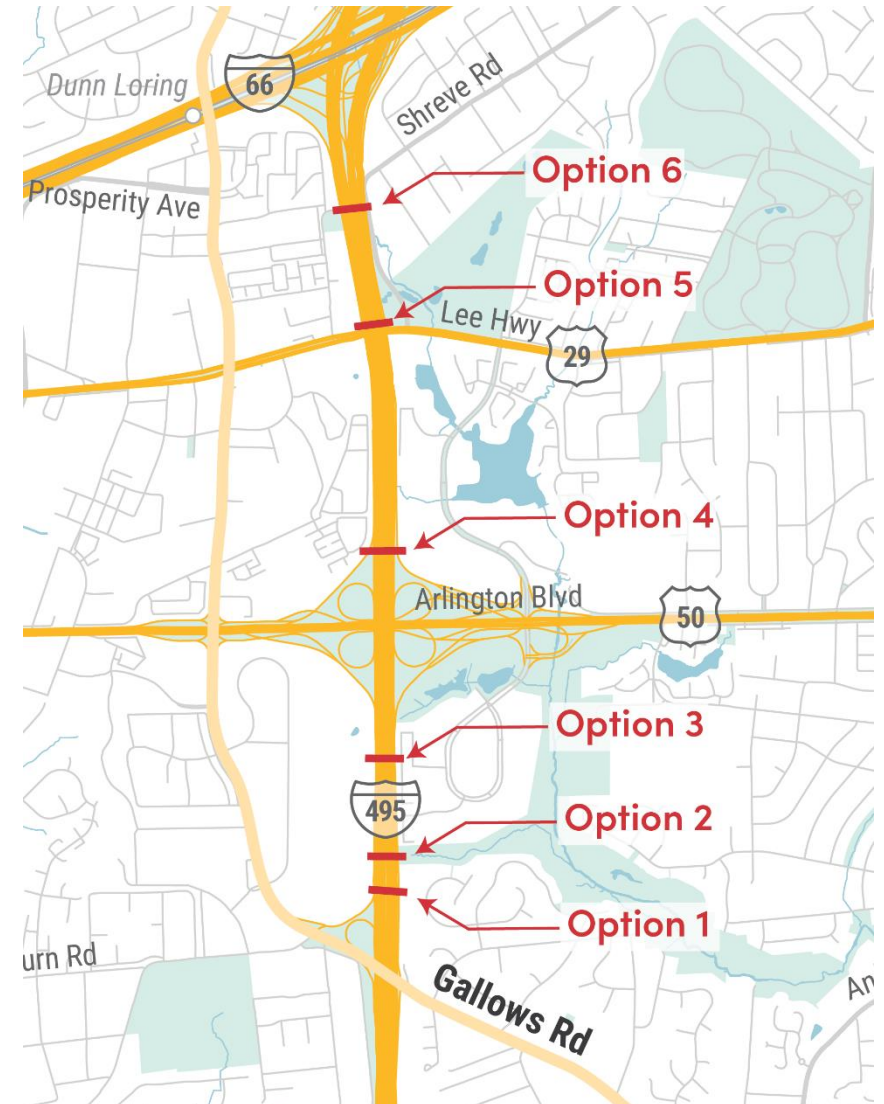 Dunn Loring
66
Shreve Rd
Option 6
Prosperity Ave
Option 5
Lee Hwy
29
Option 4
Arlington Blvd
50
Option 3
495
Option 2
Option 1
urn Rd
Gallows Rd
An